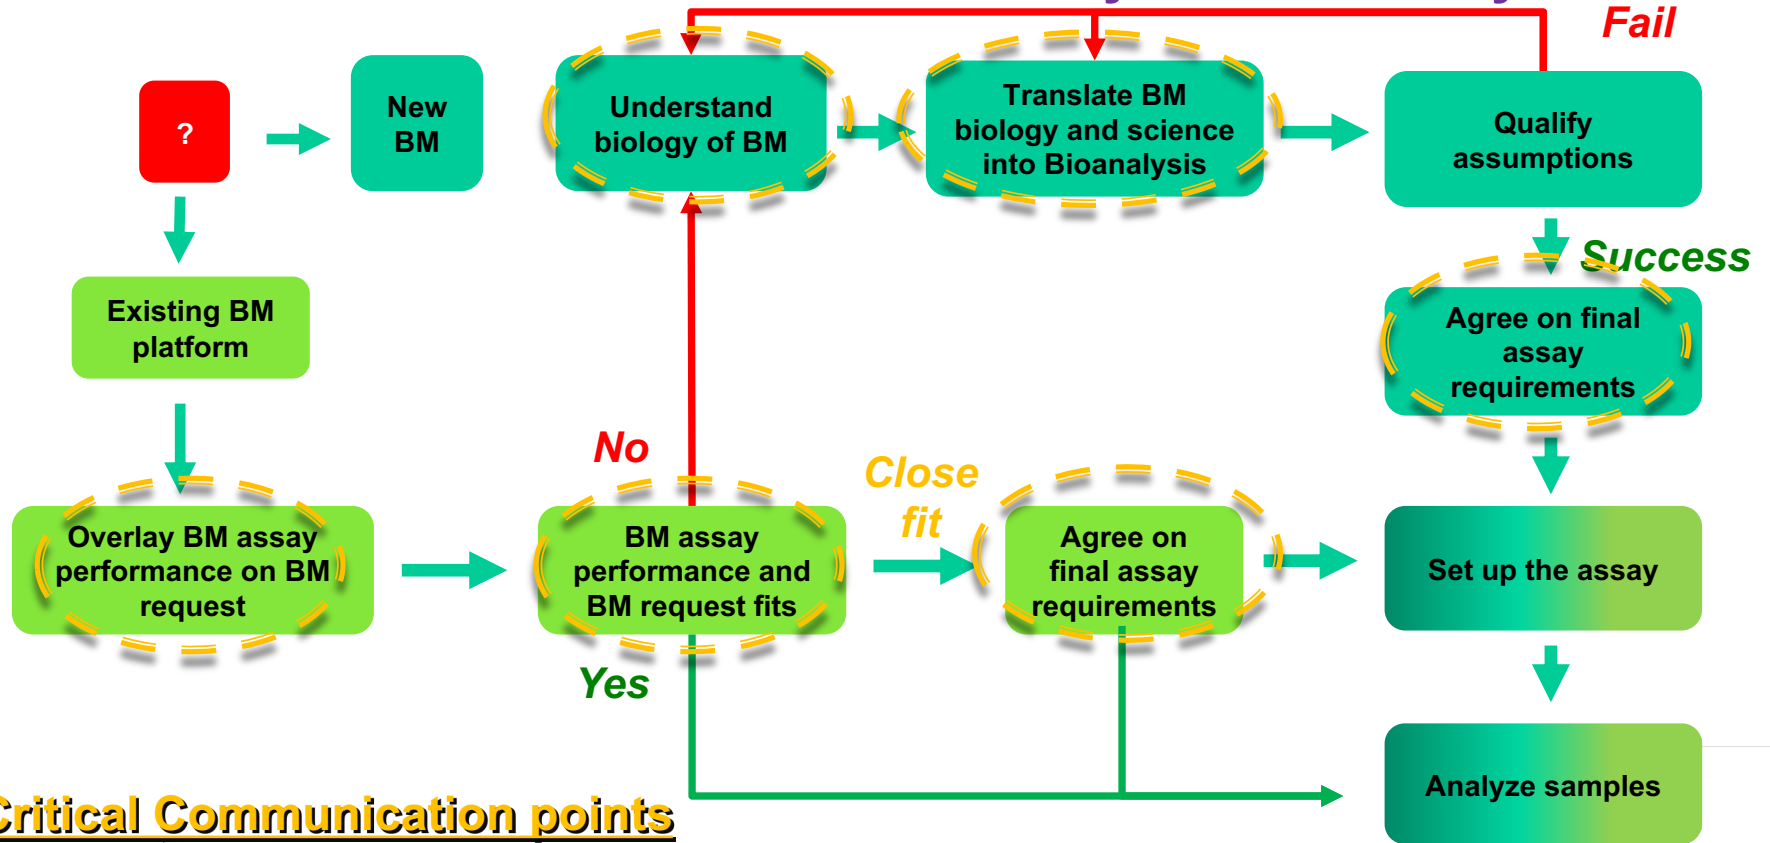 Fail
?
New
BM
Understand
biology of BM
Translate BM
biology and science
into Bioanalysis
Qualify
assumptions
Success
Existing BM
platform
Agree on final
assay
requirements
No
Close
fit
Overlay BM assay
performance on BM
request
BM assay
performance and
BM request fits
Agree on
final assay
requirements
Set up the assay
Yes
Analyze samples
Critical Communication points